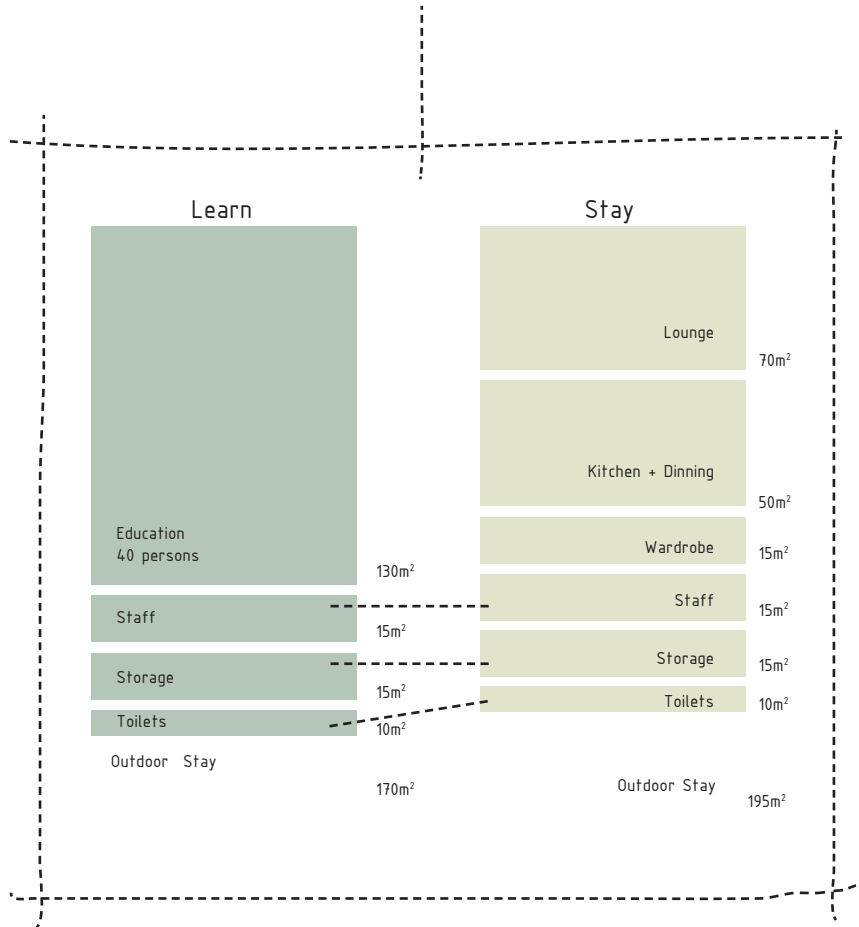 Learn
Education
40 persons
130m²
Staff
15m²
Storage
15m²
Toilets
10m²
Outdoor Stay
170m²
Stay
Lounge
70m²
Kitchen + Dinning
50m²
Wardrobe
15m²
Staff
15m²
Storage
15m²
Toilets
10m²
Outdoor Stay
195m²